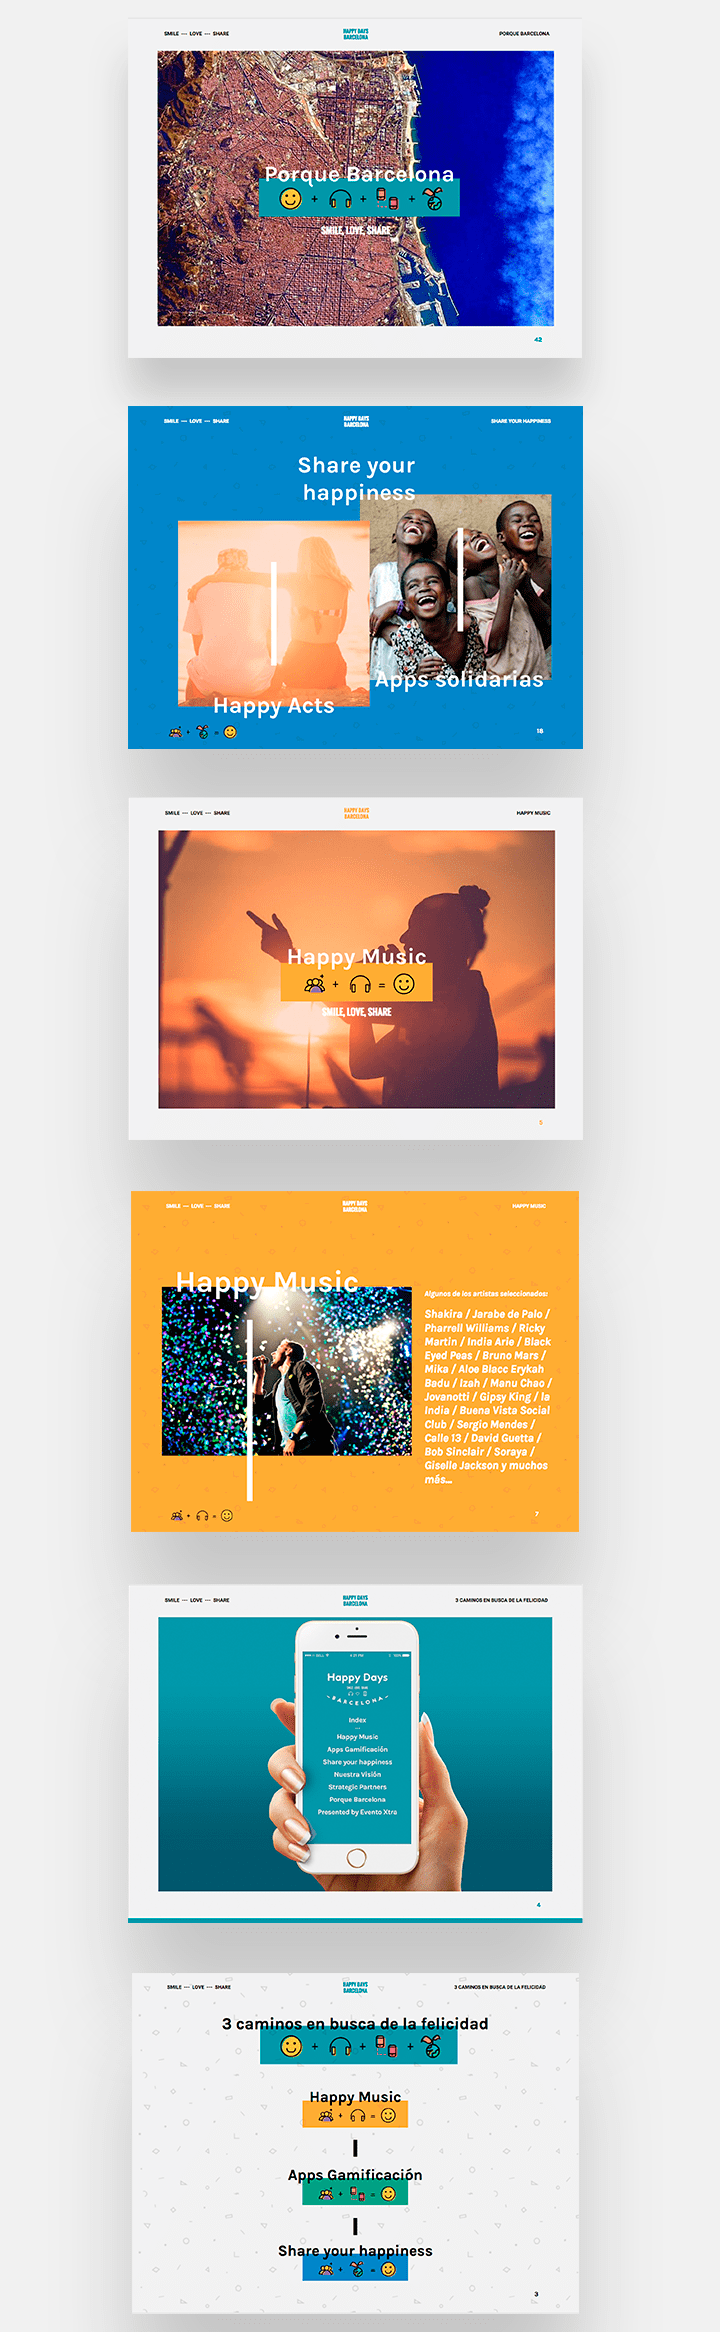 SMILE --- LOVE --- SHARE
HAPPY DAYS
BARCELONA
PORQUE BARCELONA
Porque Barcelona
+ + +
SMILE, LOVE, SHARE
42
SMILE --- LOVE --- SHARE
HAPPY DAYS
BARCELONA
SHARE YOUR HAPPINESS
Share your
happiness
Apps solidarias
Happy Acts
+ =
18
SMILE --- LOVE --- SHARE
HAPPY DAYS
BARCELONA
HAPPY MUSIC
Happy Music
+ =
SMILE, LOVE, SHARE
5
SMILE --- LOVE --- SHARE
HAPPY DAYS
BARCELONA
HAPPY MUSIC
Happy Music
Algunos de los artistas seleccionados:
Shakira / Jarabe de Palo /
Pharrell Williams / Ricky
Martin / India Arie / Black
Eyed Peas / Bruno Mars /
Mika / Aloe Blacc Erykah
Badu / Izah / Manu Chao /
Jovanotti / Gipsy King / la
India / Buena Vista Social
Club / Sergio Mendes /
Calle 13 / David Guetta /
Bob Sinclair / Soraya /
Giselle Jackson y muchos
más...
+ =
7
SMILE --- LOVE --- SHARE
HAPPY DAYS
BARCELONA
3 CAMINOS EN BUSCA DE LA FELICIDAD
4:21 PM
100%
Happy Days
BARCELONA
Index
---
Happy Music
Apps Gamificación
Share your happiness
Nuestra Visión
Strategic Partners
Porque Barcelona
Presented by Evento Xtra
4
SMILE --- LOVE --- SHARE
HAPPY DAYS
BARCELONA
3 CAMINOS EN BUSCA DE LA FELICIDAD
3 caminos en busca de la felicidad
+ + +
Happy Music
+ =
Apps Gamificación
+ =
Share your happiness
+ =
3